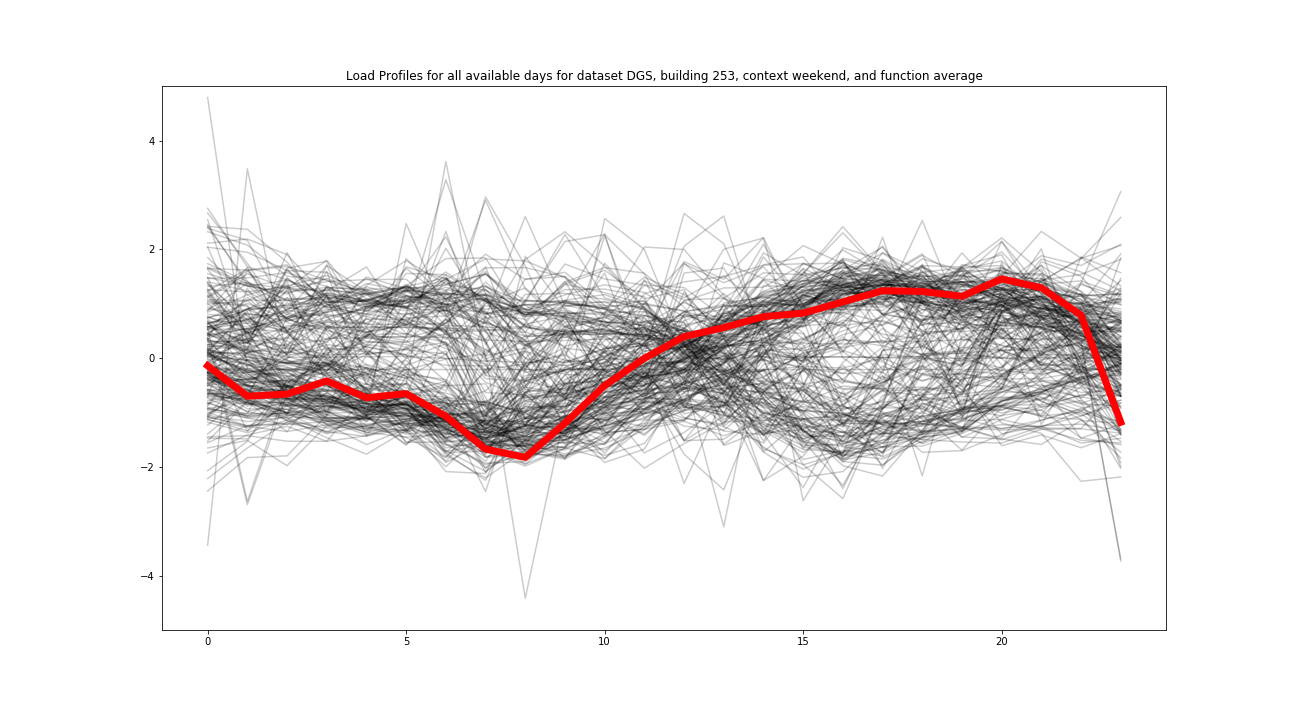 Load Profiles for all available days for dataset DGS, building 253, context weekend, and function average
4
2
0
−2
−4
0 5 10 15 20